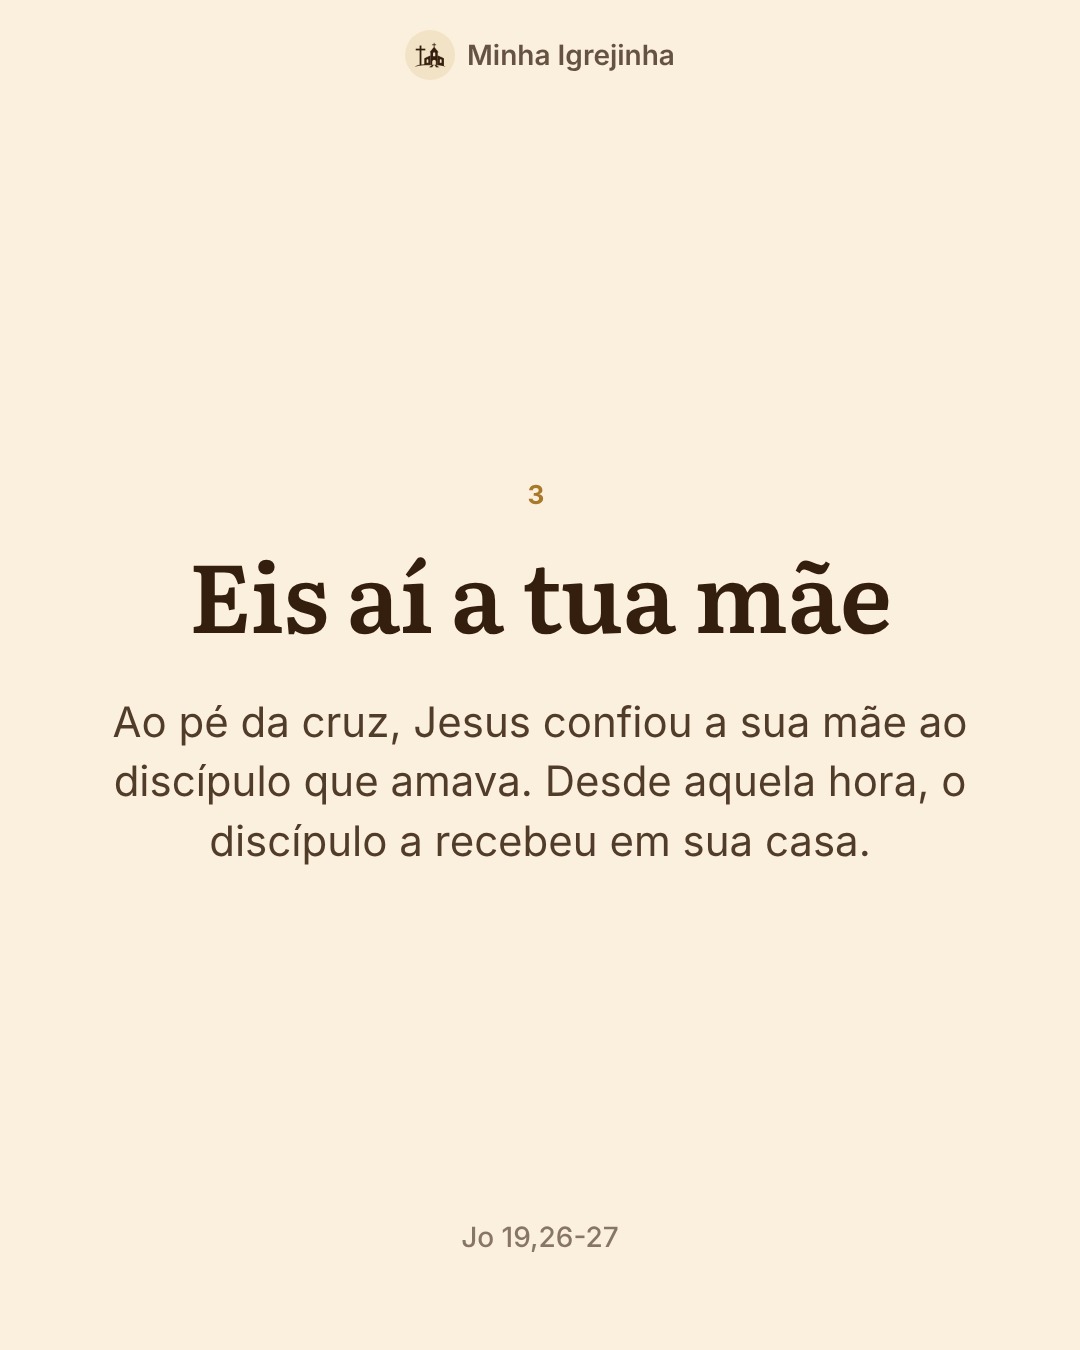 Minha Igrejinha
3
Eis aí a tua mãe
Ao pé da cruz, Jesus confiou a sua mãe ao
discípulo que amava. Desde aquela hora, o
discípulo a recebeu em sua casa.
Jo 19,26-27